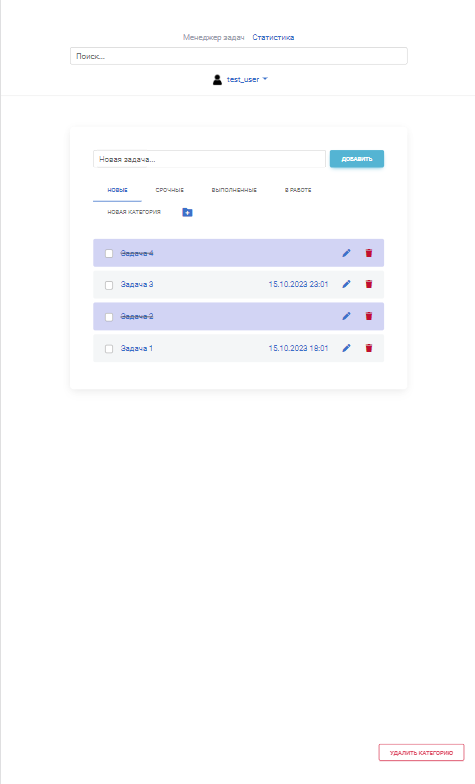 Менеджер задач Статистика
Поиск...
test_user
Новая задача... ДОБАВИТЬ
НОВЫЕ СРОЧНЫЕ ВЫПОЛНЕННЫЕ В РАБОТЕ
НОВАЯ КАТЕГОРИЯ
Задача 4
Задача 3 15.10.2023 23:01
Задача 2
Задача 1 15.10.2023 18:01
УДАЛИТЬ КАТЕГОРИЮ